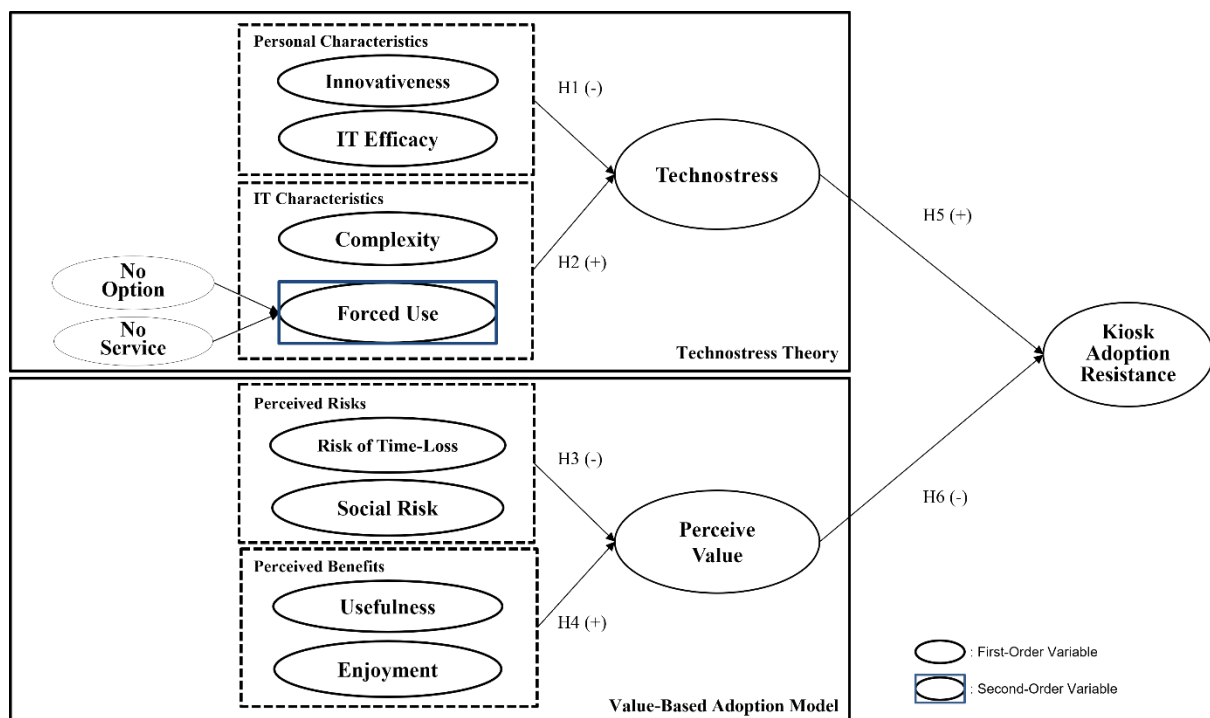 Personal Characteristics
Innovativeness
IT Efficacy
H1 (-)
Technostress
IT Characteristics
Complexity
H2 (+)
No
Option
Forced Use
No
Service
Technostress Theory
H5 (+)
Kiosk
Adoption
Resistance
Perceived Risks
Risk of Time-Loss
Social Risk
H3 (-)
Perceive
Value
H6 (-)
Perceived Benefits
Usefulness
H4 (+)
Enjoyment
Value-Based Adoption Model
: First-Order Variable
: Second-Order Variable